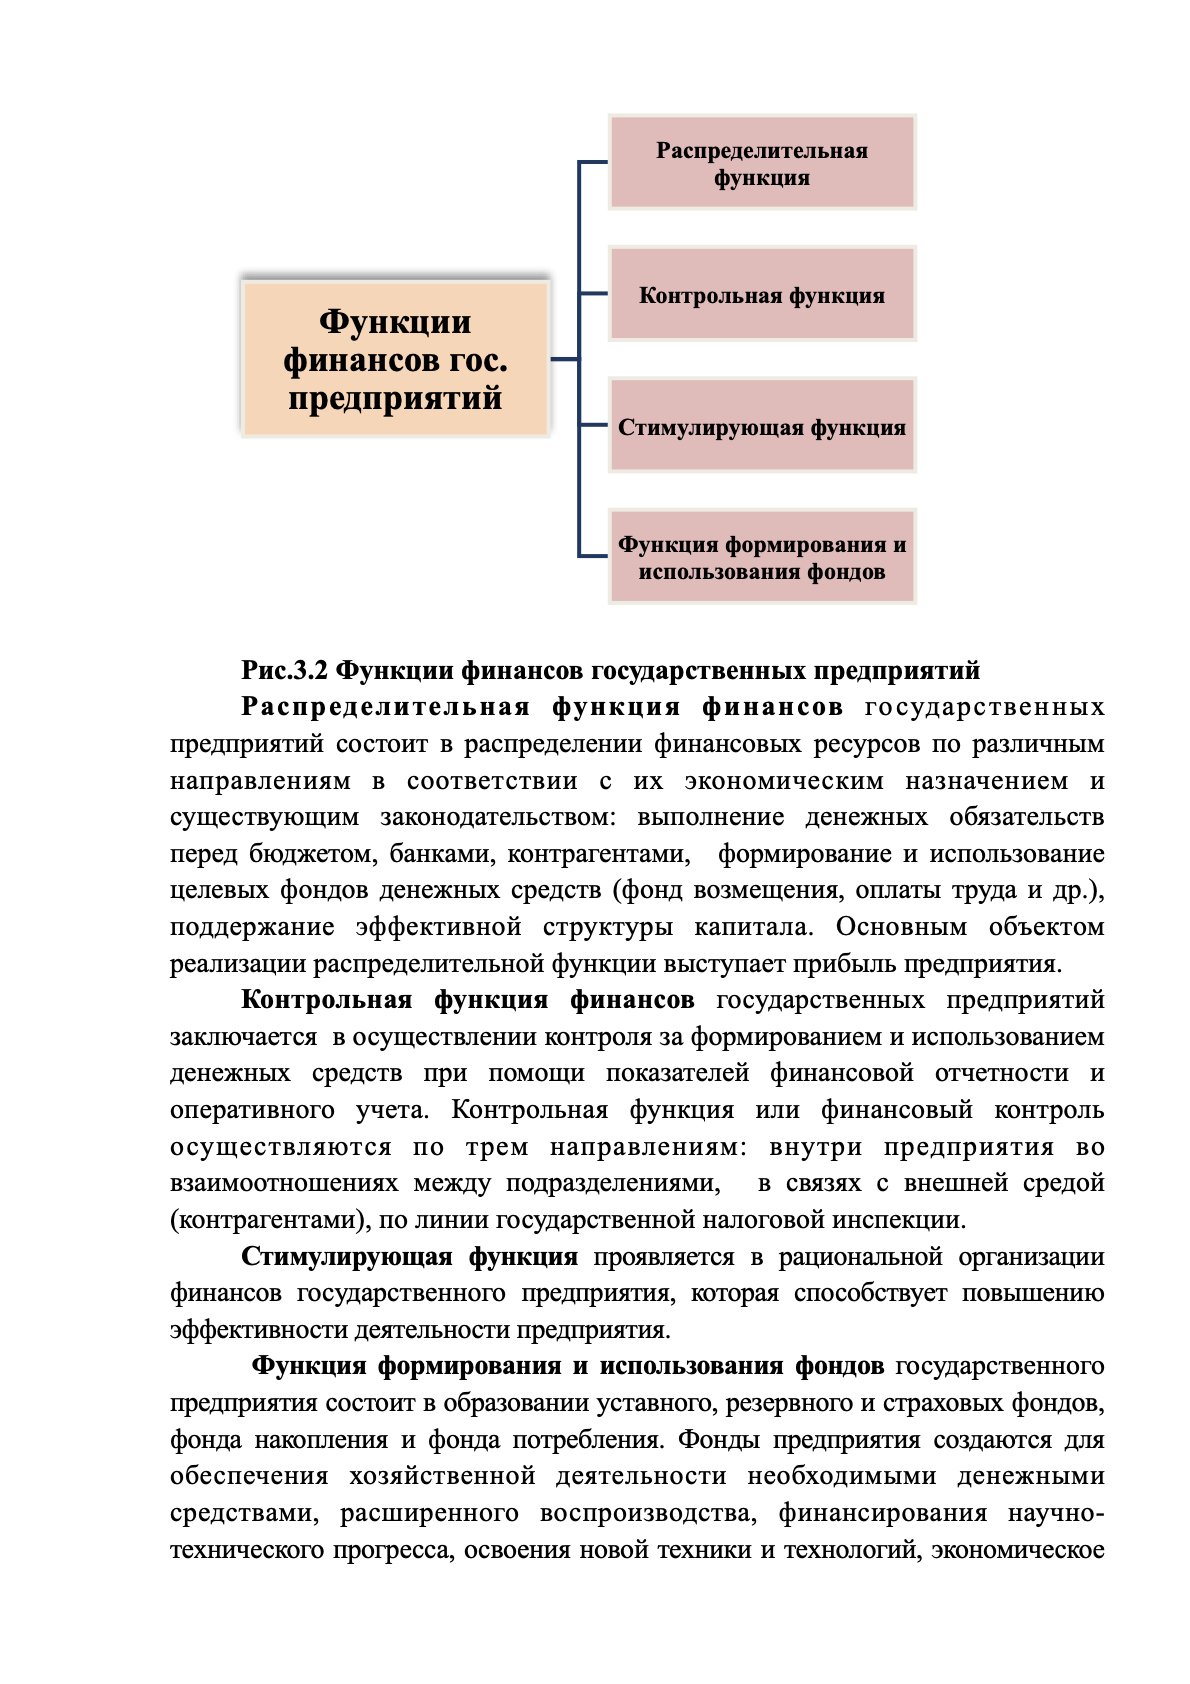 Распределительная
функция
Контрольная функция
Функции
финансов гос.
предприятий
Стимулирующая функция
Функция формирования и
использования фондов
Рис.3.2 Функции финансов государственных предприятий
Распределительная функция финансов государственных
предприятий состоит в распределении финансовых ресурсов по различным
направлениям в соответствии с их экономическим назначением и
существующим законодательством: выполнение денежных обязательств
перед бюджетом, банками, контрагентами, формирование и использование
целевых фондов денежных средств (фонд возмещения, оплаты труда и др.),
поддержание эффективной структуры капитала. Основным объектом
реализации распределительной функции выступает прибыль предприятия.
Контрольная функция финансов государственных предприятий
заключается в осуществлении контроля за формированием и использованием
денежных средств при помощи показателей финансовой отчетности и
оперативного учета. Контрольная функция или финансовый контроль
осуществляются по трем направлениям: внутри предприятия во
взаимоотношениях между подразделениями, в связях с внешней средой
(контрагентами), по линии государственной налоговой инспекции.
Стимулирующая функция проявляется в рациональной организации
финансов государственного предприятия, которая способствует повышению
эффективности деятельности предприятия.
Функция формирования и использования фондов государственного
предприятия состоит в образовании уставного, резервного и страховых фондов,
фонда накопления и фонда потребления. Фонды предприятия создаются для
обеспечения хозяйственной деятельности необходимыми денежными
средствами, расширенного воспроизводства, финансирования научно-
технического прогресса, освоения новой техники и технологий, экономическое